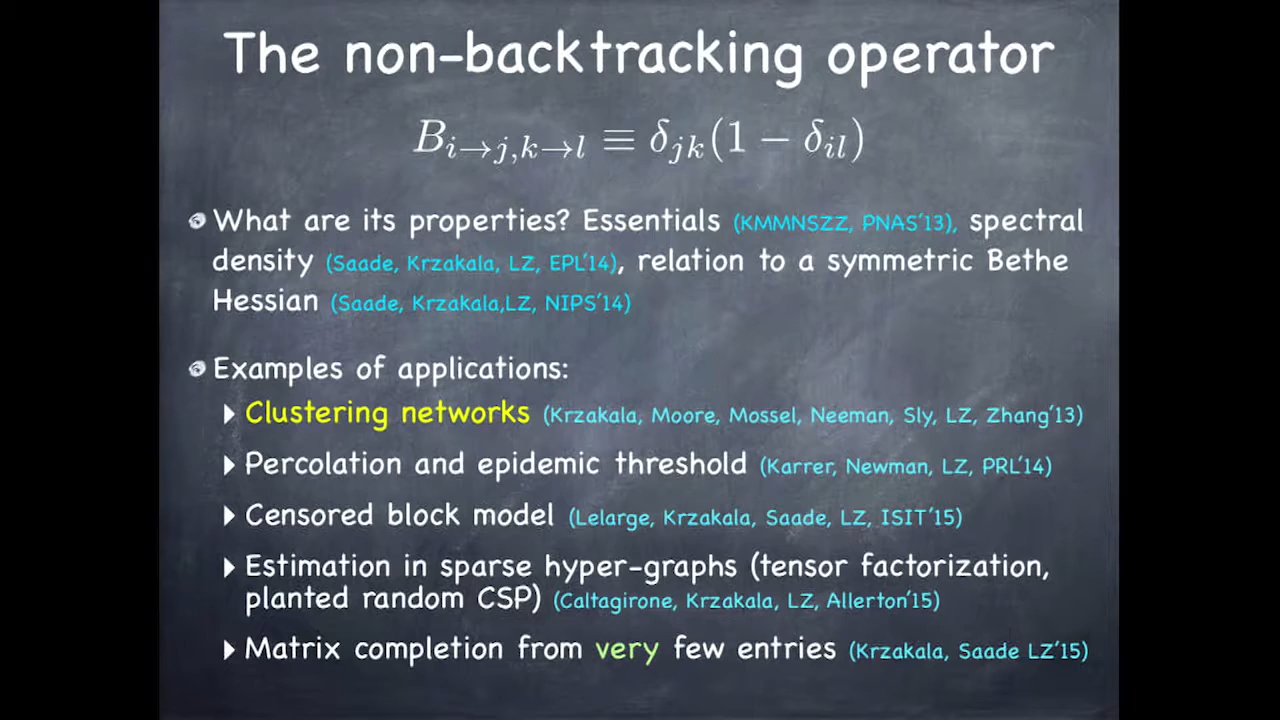 The non-backtracking operator
B_{i→j,k→l} ≡ δ_{jk}(1 − δ_{il})
What are its properties? Essentials (KMMNSZZ, PNAS'13), spectral
density (Saade, Krzakala, LZ, EPL'14), relation to a symmetric Bethe
Hessian (Saade, Krzakala,LZ, NIPS'14)
Examples of applications:
Clustering networks (Krzakala, Moore, Mossel, Neeman, Sly, LZ, Zhang'13)
Percolation and epidemic threshold (Karrer, Newman, LZ, PRL'14)
Censored block model (Lelarge, Krzakala, Saade, LZ, ISIT'15)
Estimation in sparse hyper-graphs (tensor factorization,
planted random CSP) (Caltagirone, Krzakala, LZ, Allerton'15)
Matrix completion from very few entries (Krzakala, Saade LZ'15)